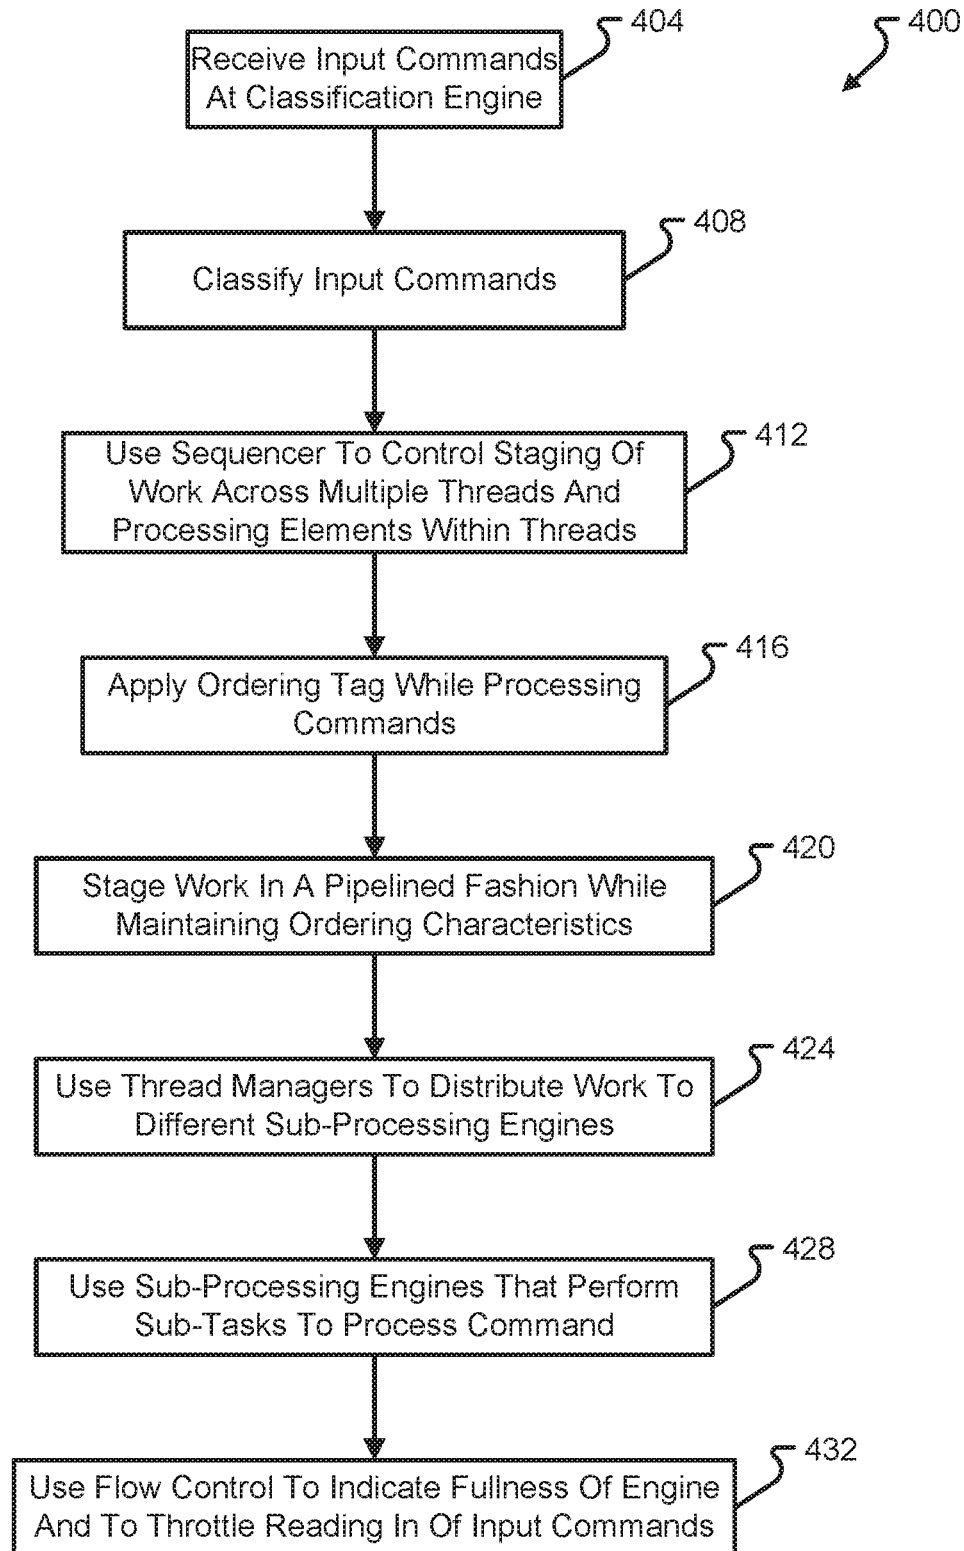 400
404
Receive Input Commands
At Classification Engine
408
Classify Input Commands
412
Use Sequencer To Control Staging Of
Work Across Multiple Threads And
Processing Elements Within Threads
416
Apply Ordering Tag While Processing
Commands
420
Stage Work In A Pipelined Fashion While
Maintaining Ordering Characteristics
424
Use Thread Managers To Distribute Work To
Different Sub-Processing Engines
428
Use Sub-Processing Engines That Perform
Sub-Tasks To Process Command
432
Use Flow Control To Indicate Fullness Of Engine
And To Throttle Reading In Of Input Commands